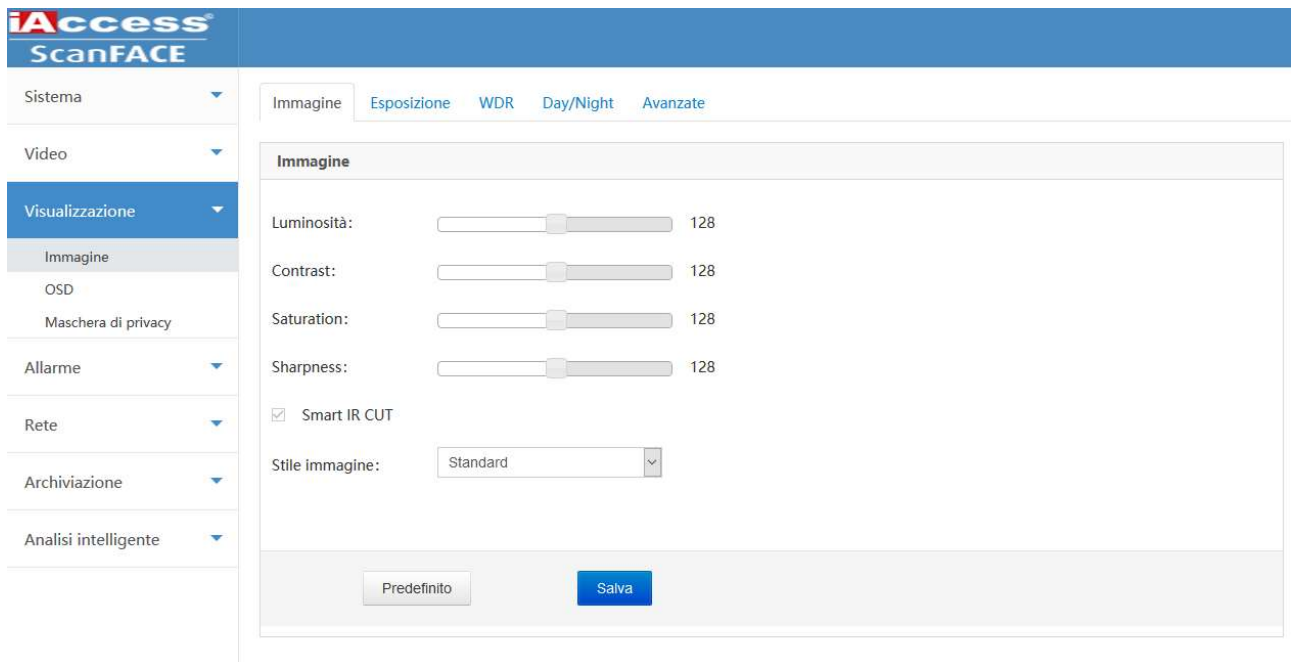 iAccess®
ScanFACE
Sistema
Video
Visualizzazione
Immagine
OSD
Maschera di privacy
Allarme
Rete
Archiviazione
Analisi intelligente
Immagine Esposizione WDR Day/Night Avanzate
Immagine
Luminosità: 128
Contrast: 128
Saturation: 128
Sharpness: 128
Smart IR CUT
Stile immagine: Standard
Predefinito Salva